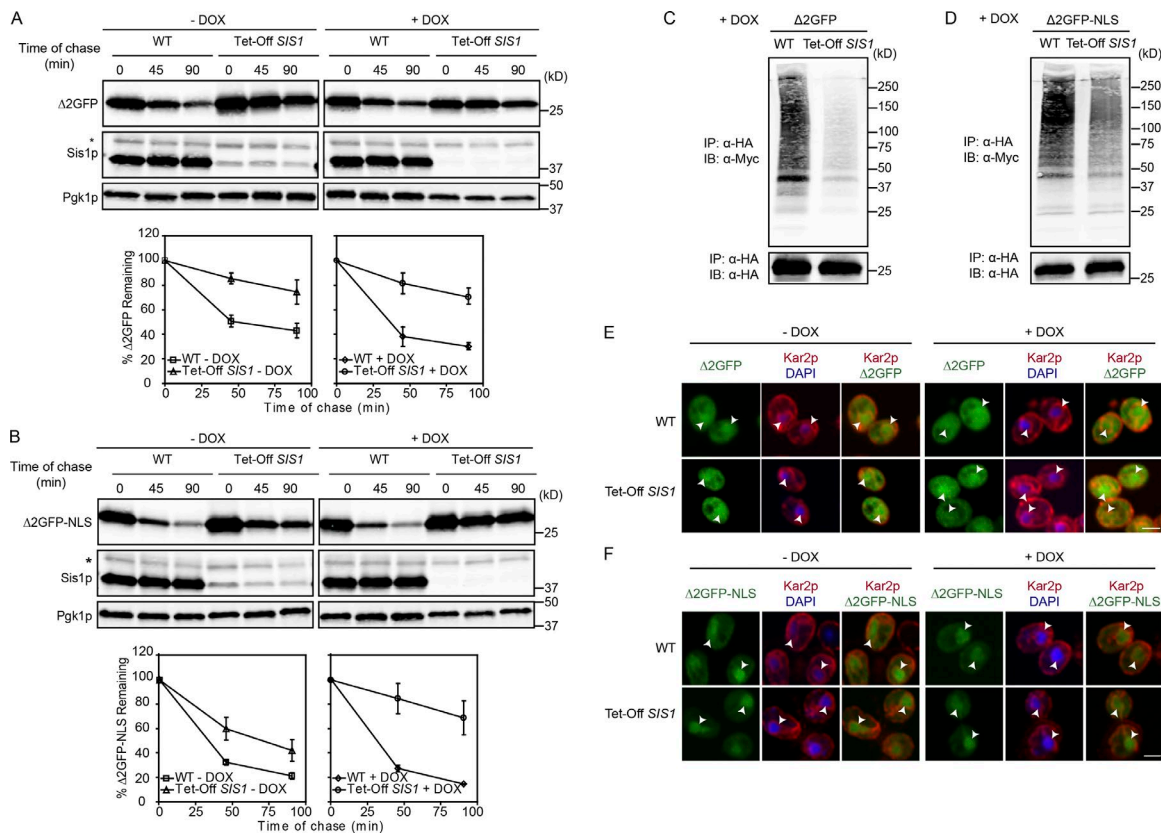 A
- DOX
+ DOX
Time of chase
(min)
WT
Tet-Off SIS1
WT
Tet-Off SIS1
0 45 90 0 45 90 0 45 90 0 45 90 (kD)
Δ2GFP
25
*
Sis1p
37
Pgk1p
50
37
% Δ2GFP Remaining
120
100
80
60
40
20
0
WT - DOX
Tet-Off SIS1 - DOX
WT + DOX
Tet-Off SIS1 + DOX
0 25 50 75 100 0 25 50 75 100
Time of chase (min)
B
- DOX
+ DOX
Time of chase
(min)
WT
Tet-Off SIS1
WT
Tet-Off SIS1
0 45 90 0 45 90 0 45 90 0 45 90 (kD)
Δ2GFP-NLS
25
*
Sis1p
37
Pgk1p
50
37
% Δ2GFP-NLS Remaining
120
100
80
60
40
20
0
WT - DOX
Tet-Off SIS1 - DOX
WT + DOX
Tet-Off SIS1 + DOX
0 25 50 75 100 0 25 50 75 100
Time of chase (min)
C
+ DOX
Δ2GFP
WT Tet-Off SIS1
IP: α-HA
IB: α-Myc
250
150
100
75
50
37
25
IP: α-HA
IB: α-HA
25
D
+ DOX
Δ2GFP-NLS
WT Tet-Off SIS1
IP: α-HA
IB: α-Myc
250
150
100
75
50
37
25
IP: α-HA
IB: α-HA
25
E
- DOX
+ DOX
Δ2GFP
Kar2p
DAPI
Kar2p
Δ2GFP
Δ2GFP
Kar2p
DAPI
Kar2p
Δ2GFP
WT
Tet-Off SIS1
F
- DOX
+ DOX
Δ2GFP-NLS
Kar2p
DAPI
Kar2p
Δ2GFP-NLS
Δ2GFP-NLS
Kar2p
DAPI
Kar2p
Δ2GFP-NLS
WT
Tet-Off SIS1